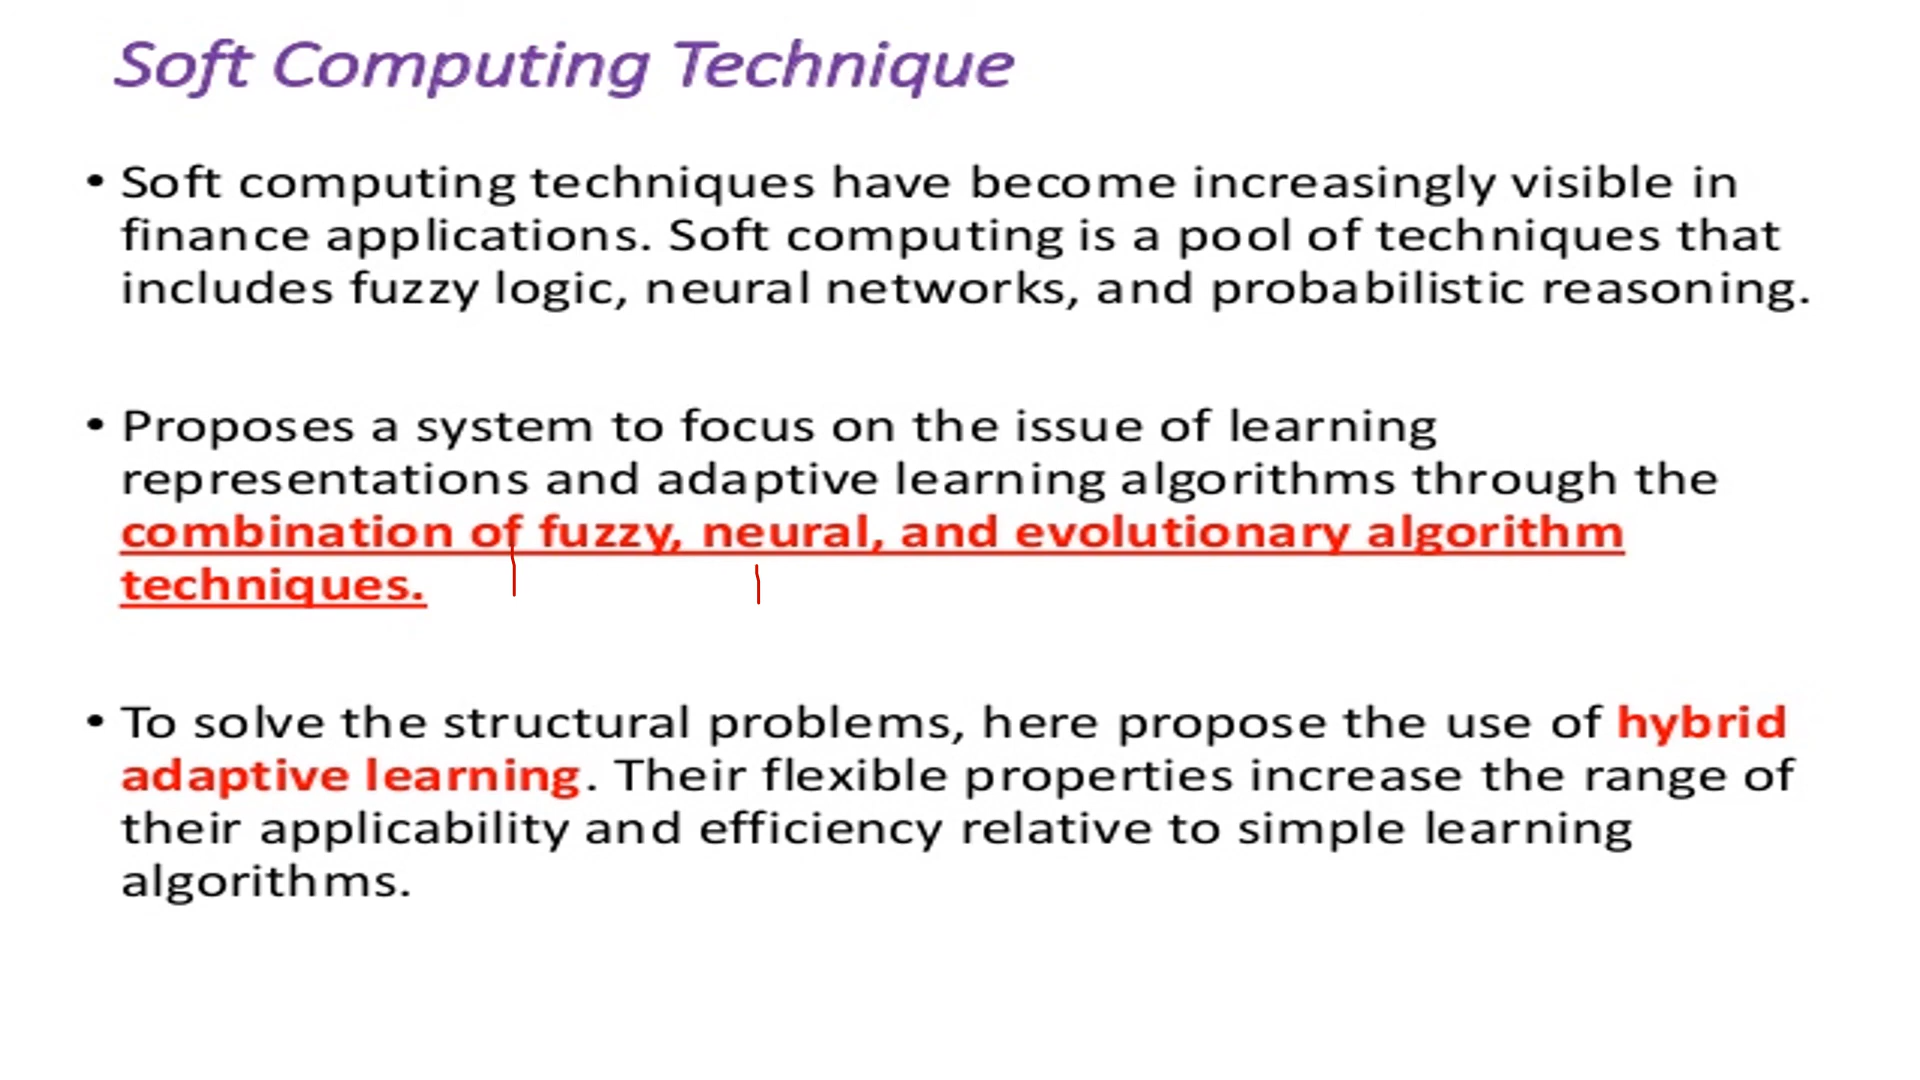 Soft Computing Technique
• Soft computing techniques have become increasingly visible in
finance applications. Soft computing is a pool of techniques that
includes fuzzy logic, neural networks, and probabilistic reasoning.
• Proposes a system to focus on the issue of learning
representations and adaptive learning algorithms through the
combination of fuzzy, neural, and evolutionary algorithm
techniques.
• To solve the structural problems, here propose the use of hybrid
adaptive learning. Their flexible properties increase the range of
their applicability and efficiency relative to simple learning
algorithms.